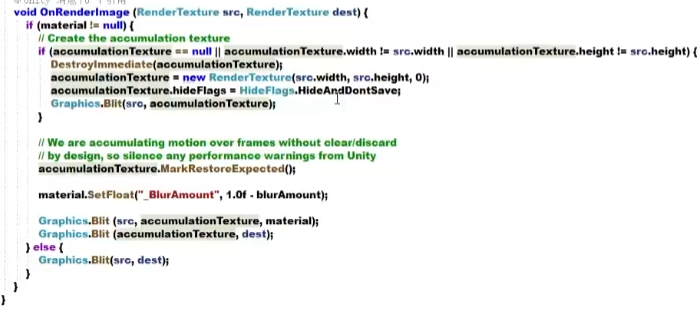 void OnRenderImage (RenderTexture src, RenderTexture dest) {
if (material != null) {
// Create the accumulation texture
if (accumulationTexture == null || accumulationTexture.width != src.width || accumulationTexture.height != src.height) {
DestroyImmediate(accumulationTexture);
accumulationTexture = new RenderTexture(src.width, src.height, 0);
accumulationTexture.hideFlags = HideFlags.HideAndDontSave;
Graphics.Blit(src, accumulationTexture);
}
// We are accumulating motion over frames without clear/discard
// by design, so silence any performance warnings from Unity
accumulationTexture.MarkRestoreExpected();
material.SetFloat("_BlurAmount", 1.0f - blurAmount);
Graphics.Blit (src, accumulationTexture, material);
Graphics.Blit (accumulationTexture, dest);
} else {
Graphics.Blit(src, dest);
}
}
}